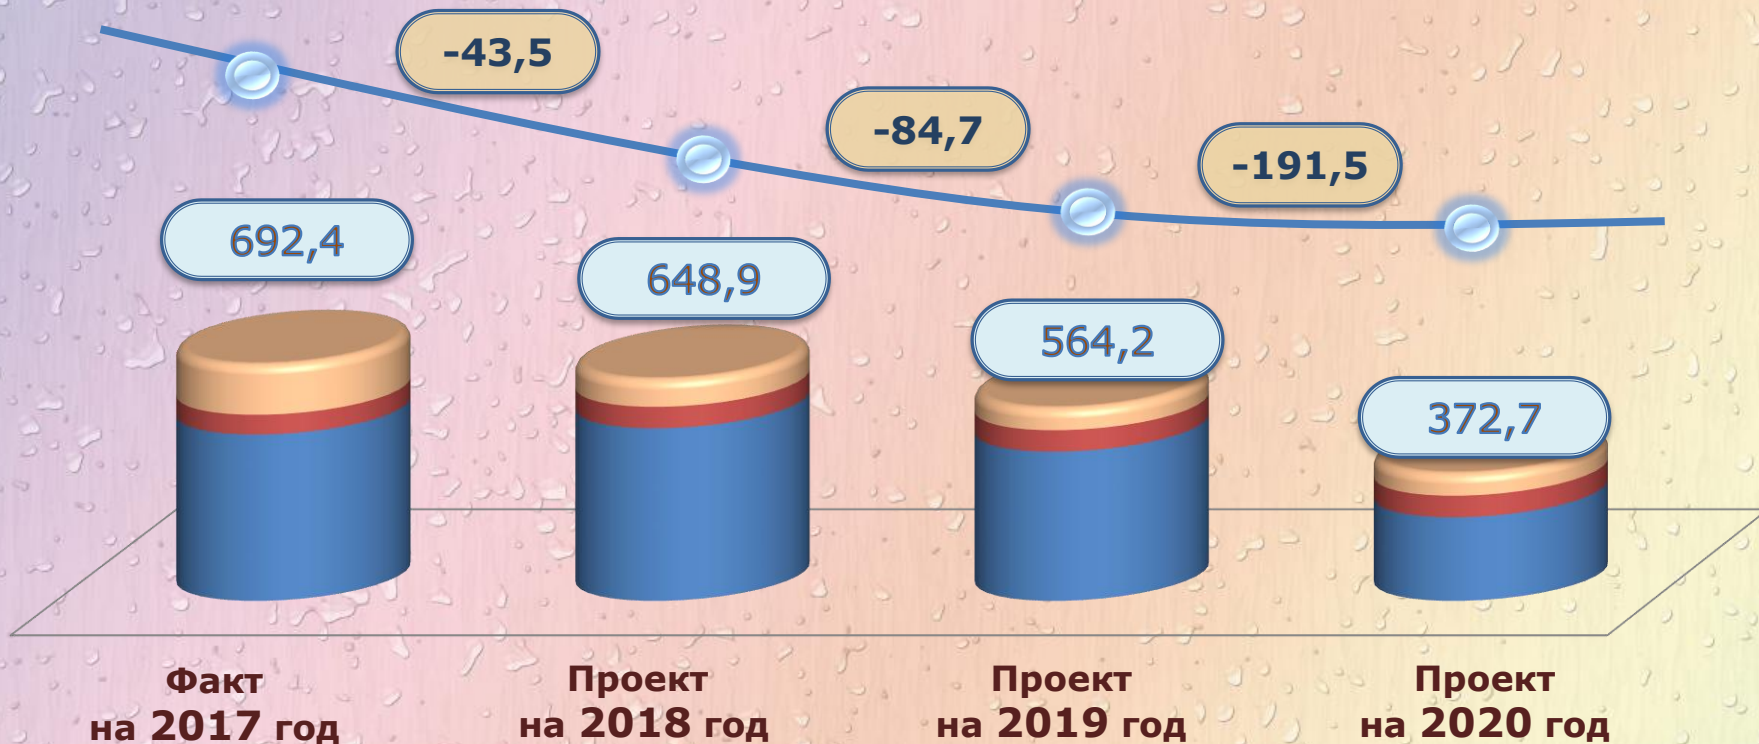 -43,5
-84,7
-191,5
692,4
648,9
564,2
372,7
Факт
на 2017 год
Проект
на 2018 год
Проект
на 2019 год
Проект
на 2020 год